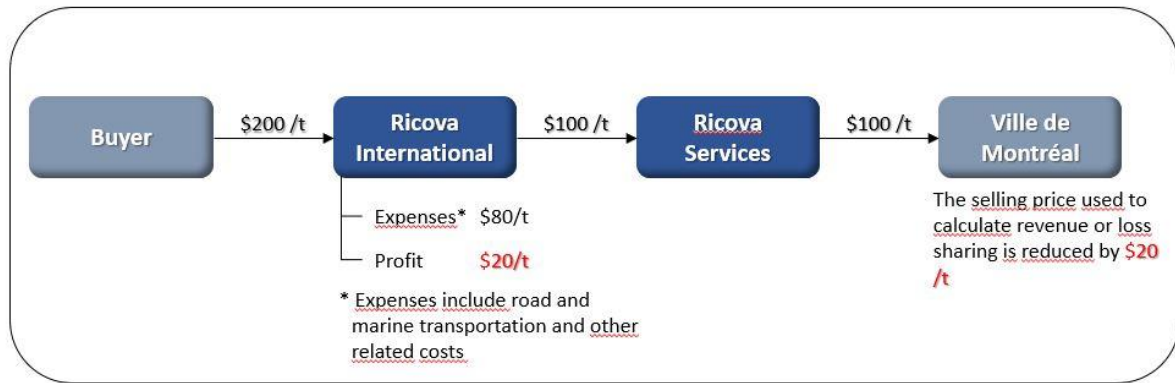 Buyer
$200 /t
Ricova
International
$100 /t
Ricova
Services
$100 /t
Ville de
Montréal
Expenses* $80/t
Profit $20/t
* Expenses include road and
marine transportation and other
related costs
The selling price used to
calculate revenue or loss
sharing is reduced by $20
/t